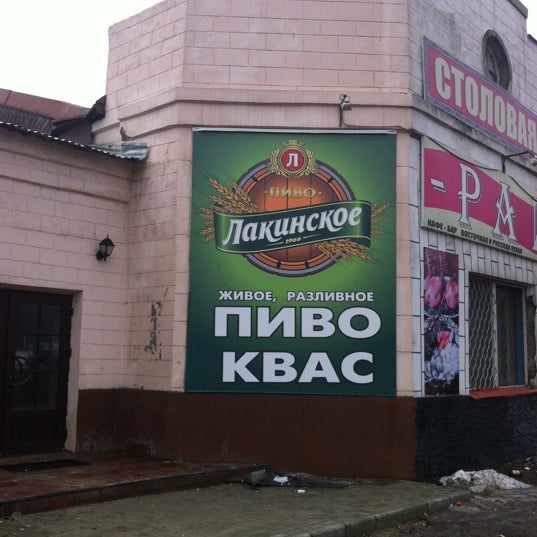 Л
ПИВО
Лакинское
1966
ЖИВОЕ, РАЗЛИВНОЕ
ПИВО
КВАС
СТОЛОВАЯ
-РА
КАФЕ - БАР ВОСТОЧНАЯ И РУССКАЯ КУХНЯ